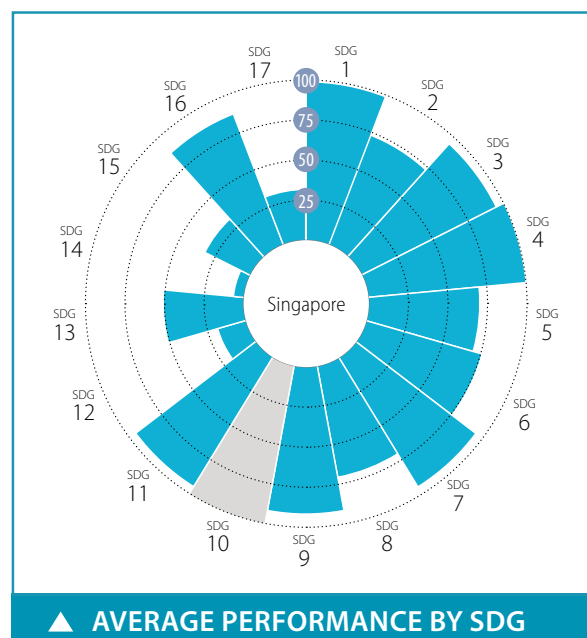 SDG
1
SDG
2
SDG
3
SDG
4
SDG
5
SDG
6
SDG
7
SDG
8
SDG
9
SDG
10
SDG
11
SDG
12
SDG
13
SDG
14
SDG
15
SDG
16
SDG
17
100
75
50
25
Singapore
▲ AVERAGE PERFORMANCE BY SDG